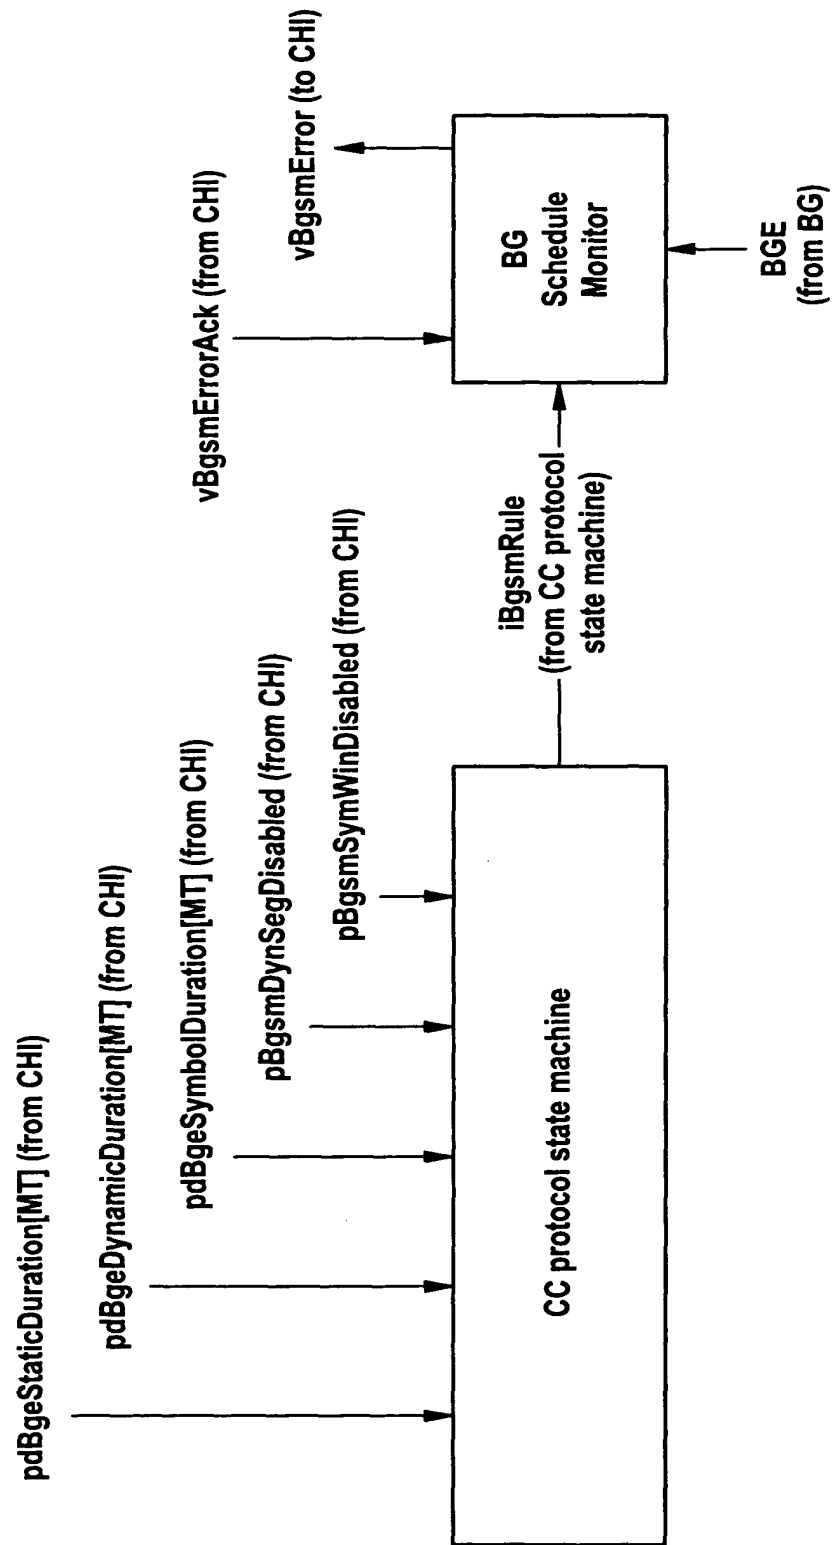 pdBgeStaticDuration[MT] (from CHI)
pdBgeDynamicDuration[MT] (from CHI)
pdBgeSymbolDuration[MT] (from CHI)
pBgsmDynSegDisabled (from CHI)
pBgsmSymWinDisabled (from CHI)
vBgsmErrorAck (from CHI)
vBgsmError (to CHI)
CC protocol state machine
iBgsmRule
(from CC protocol
state machine)
BG
Schedule
Monitor
BGE
(from BG)